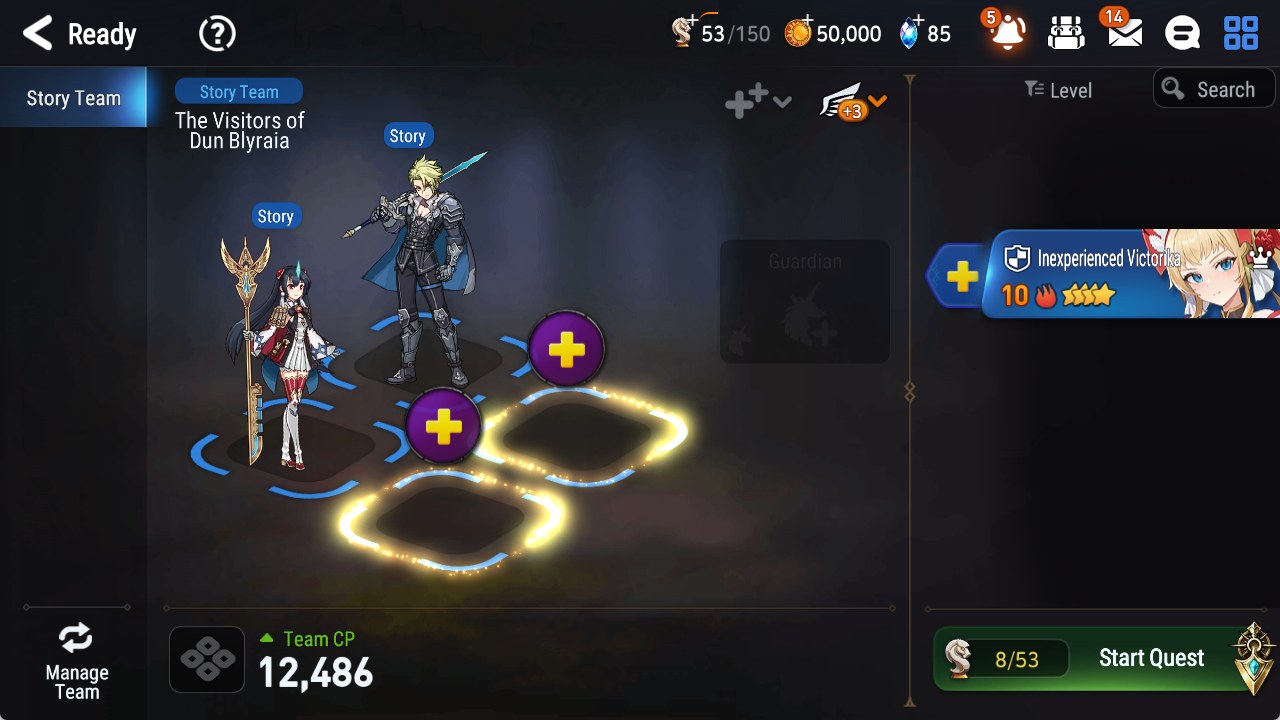 Ready
?
53/150
50,000
85
5
14
Story Team
Story Team
The Visitors of
Dun Blyraia
Story
Story
+3
Level
Search
Guardian
Inexperienced Victorika
10
Manage
Team
Team CP
12,486
8/53
Start Quest